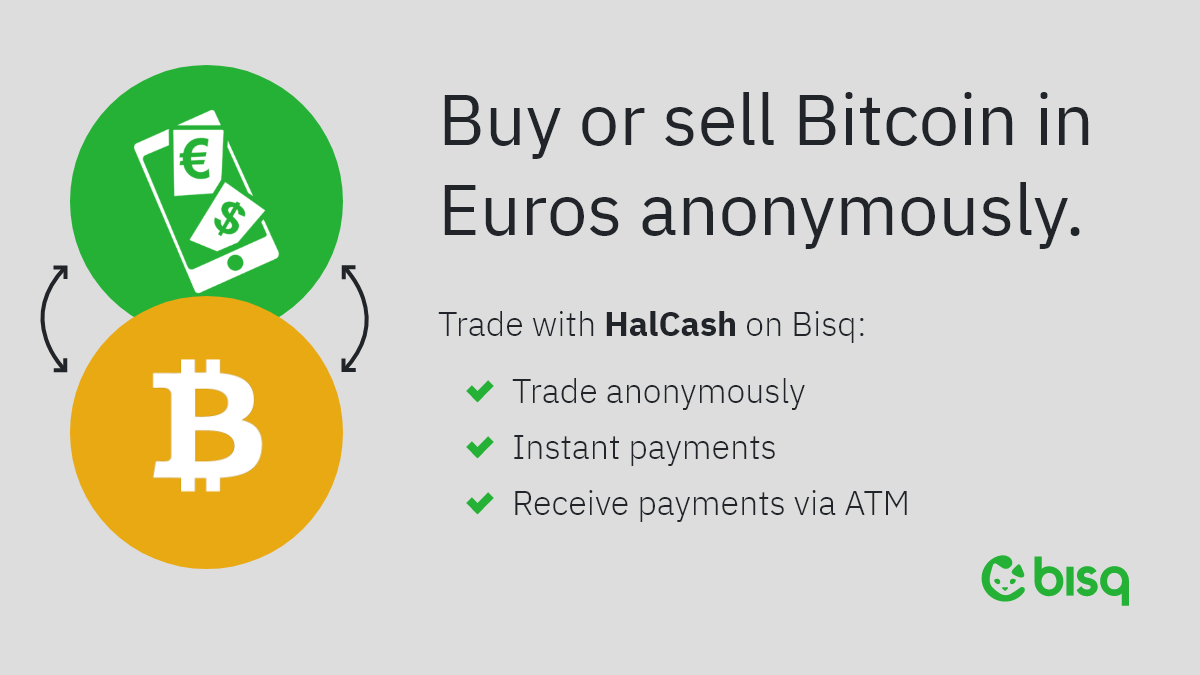 €
$
Buy or sell Bitcoin in
Euros anonymously.
Trade with HalCash on Bisq:
Trade anonymously
Instant payments
Receive payments via ATM
bisq